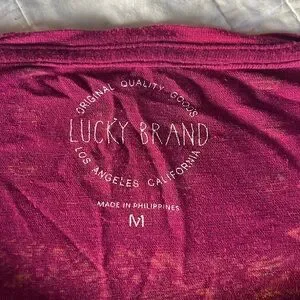 ORIGINAL QUALITY GOODS
LUCKY BRAND
LOS ANGELES CALIFORNIA
MADE IN PHILIPPINES
M